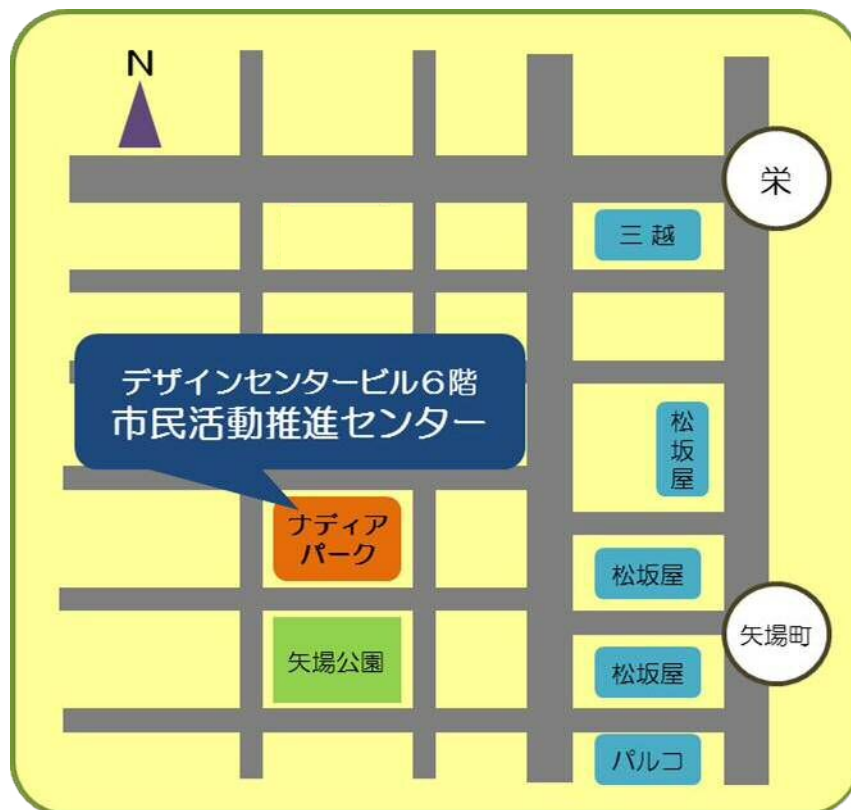 N
栄
三越
デザインセンタービル6階
市民活動推進センター
松坂屋
ナディア
パーク
松坂屋
矢場町
矢場公園
松坂屋
パルコ